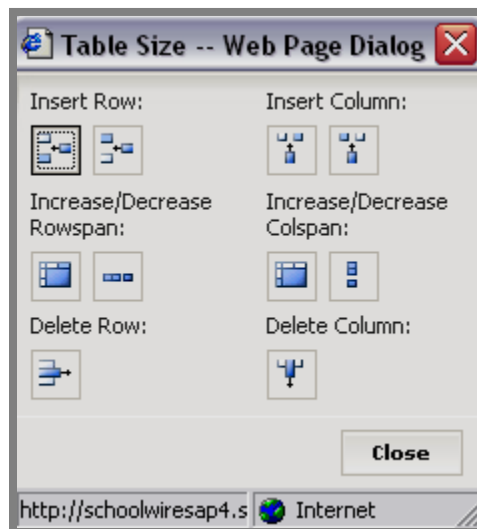 Table Size -- Web Page Dialog
Insert Row:
Insert Column:
Increase/Decrease
Rowspan:
Increase/Decrease
Colspan:
Delete Row:
Delete Column:
Close
http://schoolwiresap4.s
Internet